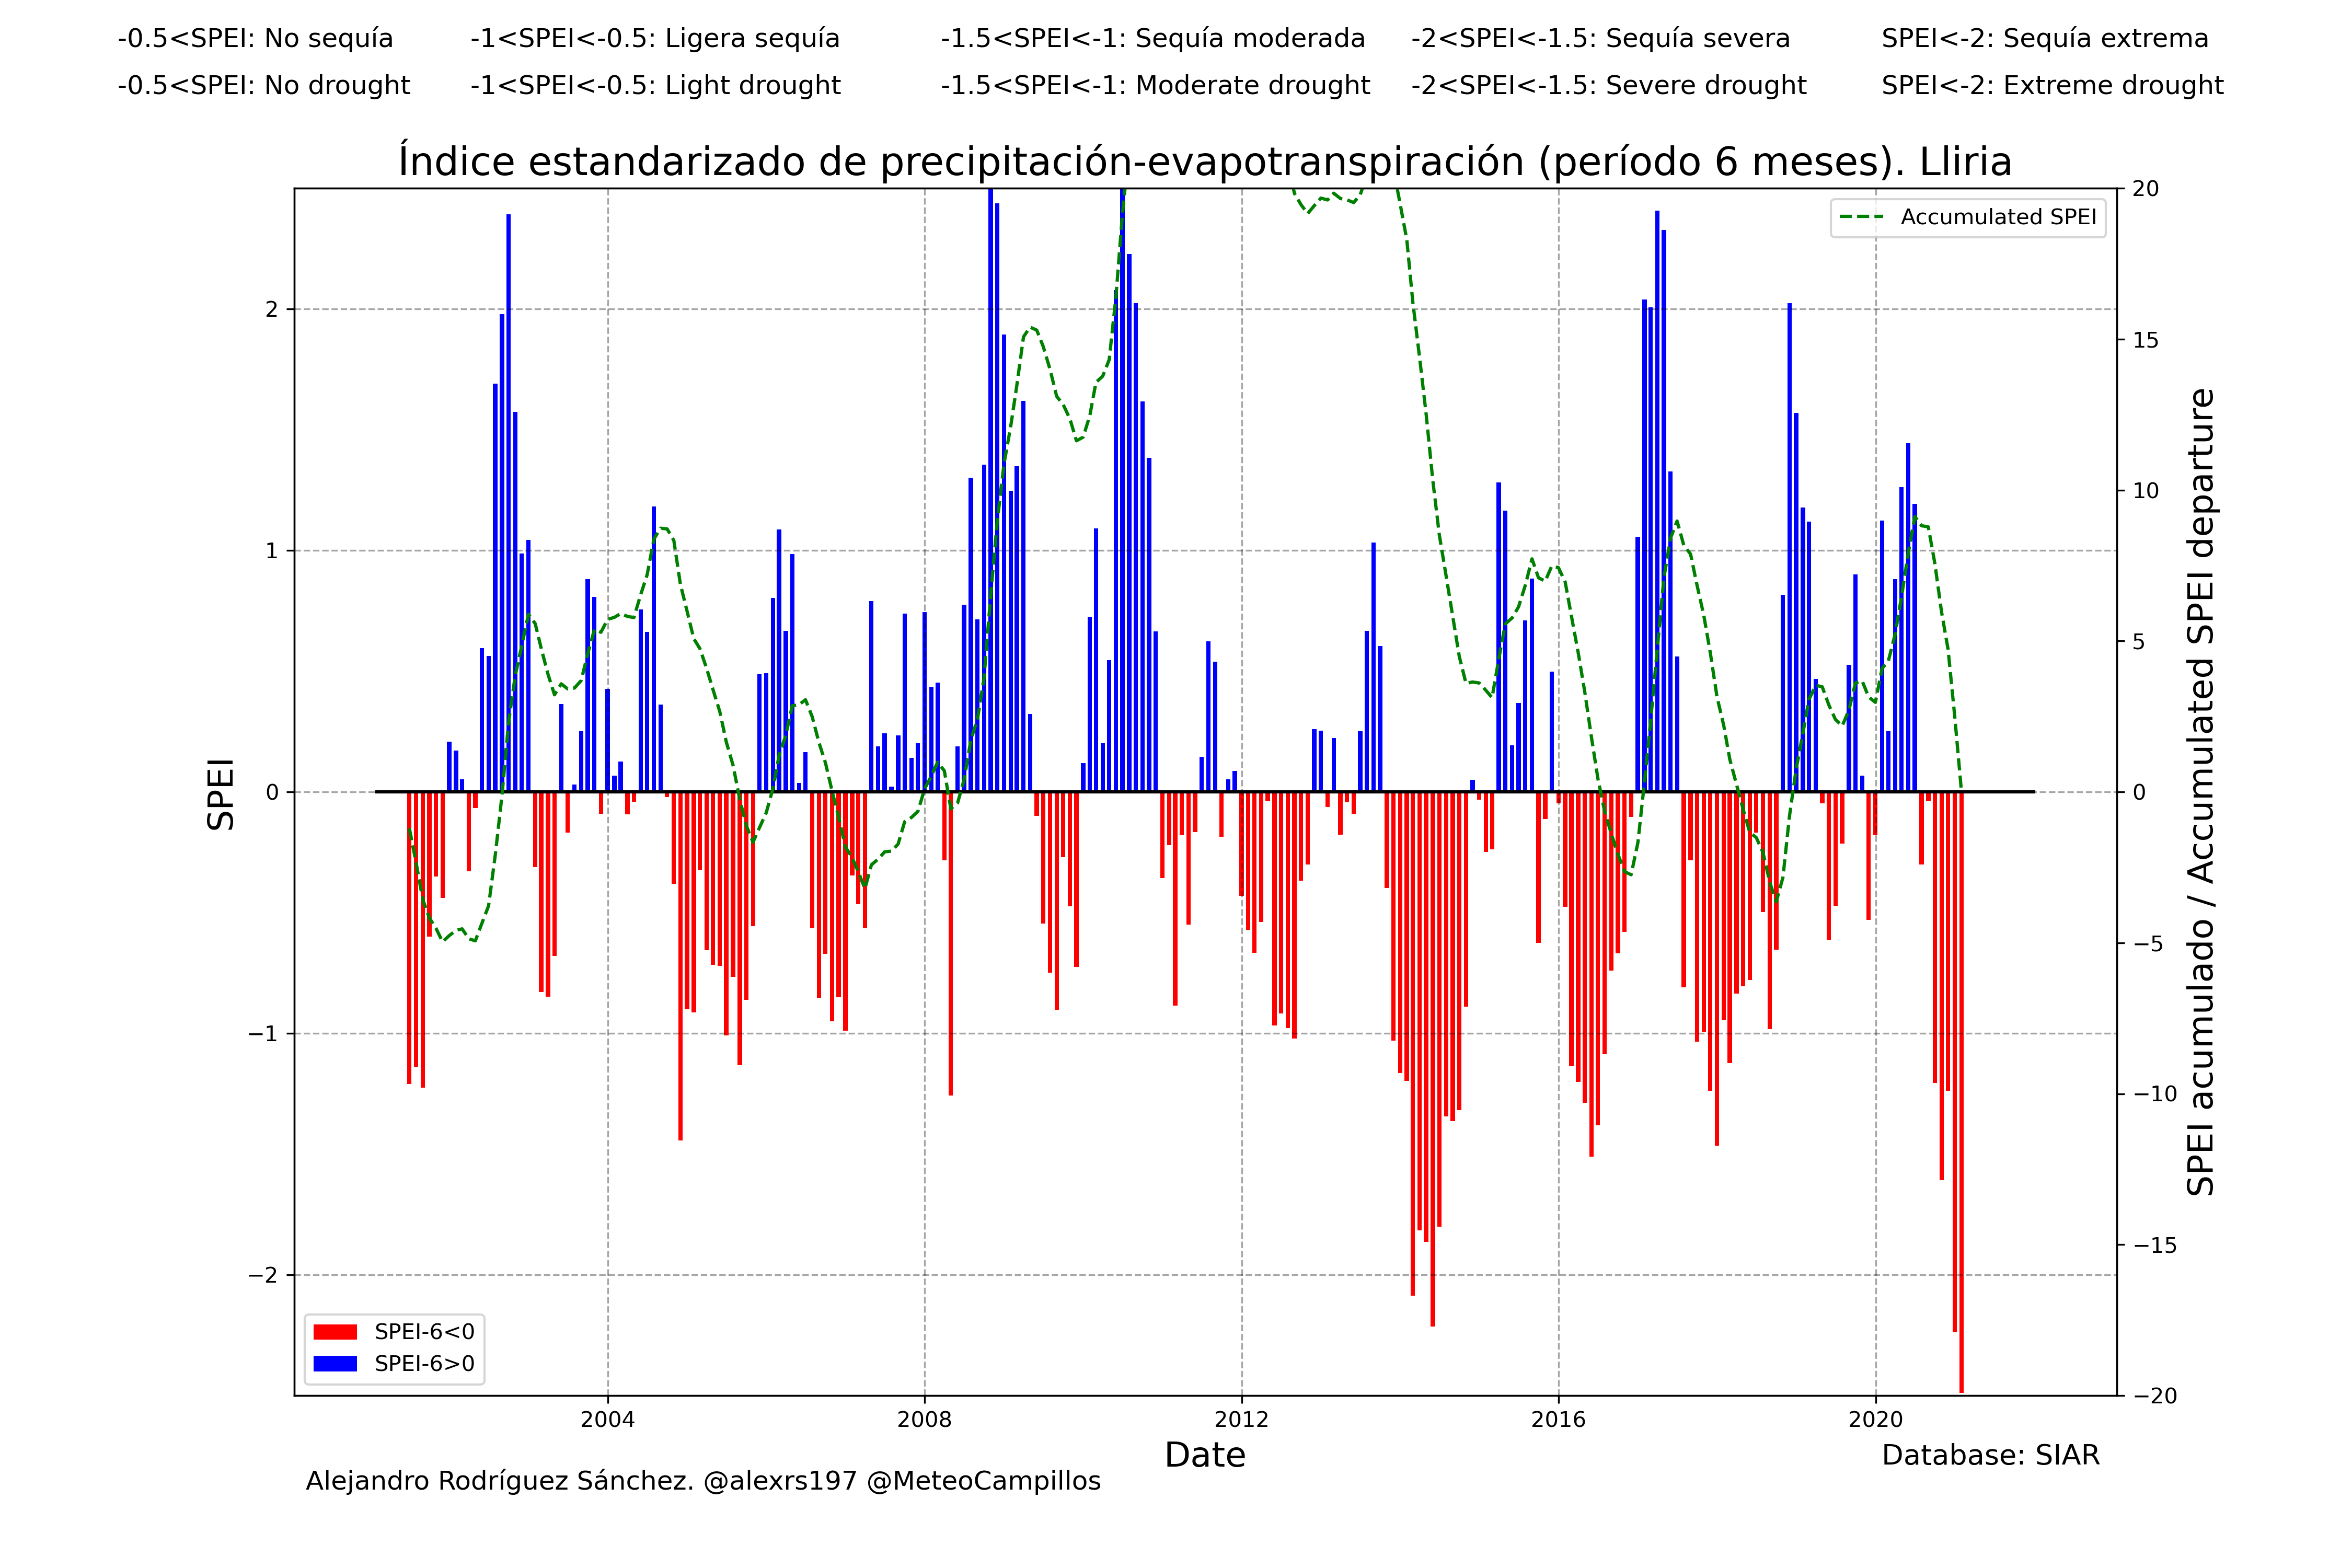 -0.5<SPEI: No sequía -1<SPEI<-0.5: Ligera sequía -1.5<SPEI<-1: Sequía moderada -2<SPEI<-1.5: Sequía severa SPEI<-2: Sequía extrema
-0.5<SPEI: No drought -1<SPEI<-0.5: Light drought -1.5<SPEI<-1: Moderate drought -2<SPEI<-1.5: Severe drought SPEI<-2: Extreme drought
Índice estandarizado de precipitación-evapotranspiración (período 6 meses). Lliria
Accumulated SPEI
SPEI
2
1
0
−1
−2
20
15
10
5
0
−5
−10
−15
−20
SPEI acumulado / Accumulated SPEI departure
SPEI-6<0
SPEI-6>0
2004 2008 2012 2016 2020
Date
Database: SIAR
Alejandro Rodríguez Sánchez. @alexrs197 @MeteoCampillos